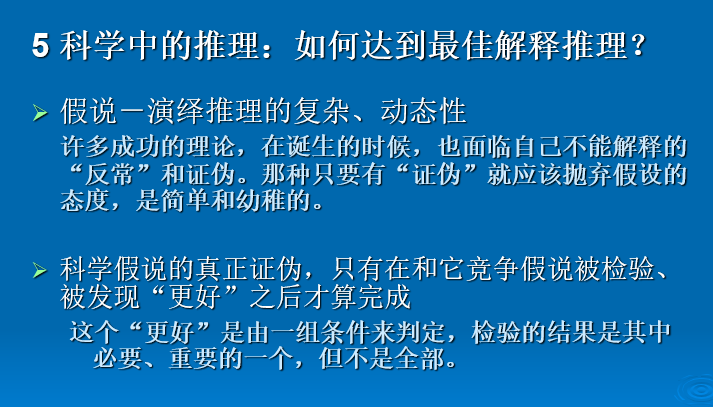 5 科学中的推理：如何达到最佳解释推理？
假说－演绎推理的复杂、动态性
许多成功的理论，在诞生的时候，也面临自己不能解释的
“反常”和证伪。那种只要有“证伪”就应该抛弃假设的
态度，是简单和幼稚的。
科学假说的真正证伪，只有在和它竞争假说被检验、
被发现“更好”之后才算完成
这个“更好”是由一组条件来判定，检验的结果是其中
必要、重要的一个，但不是全部。